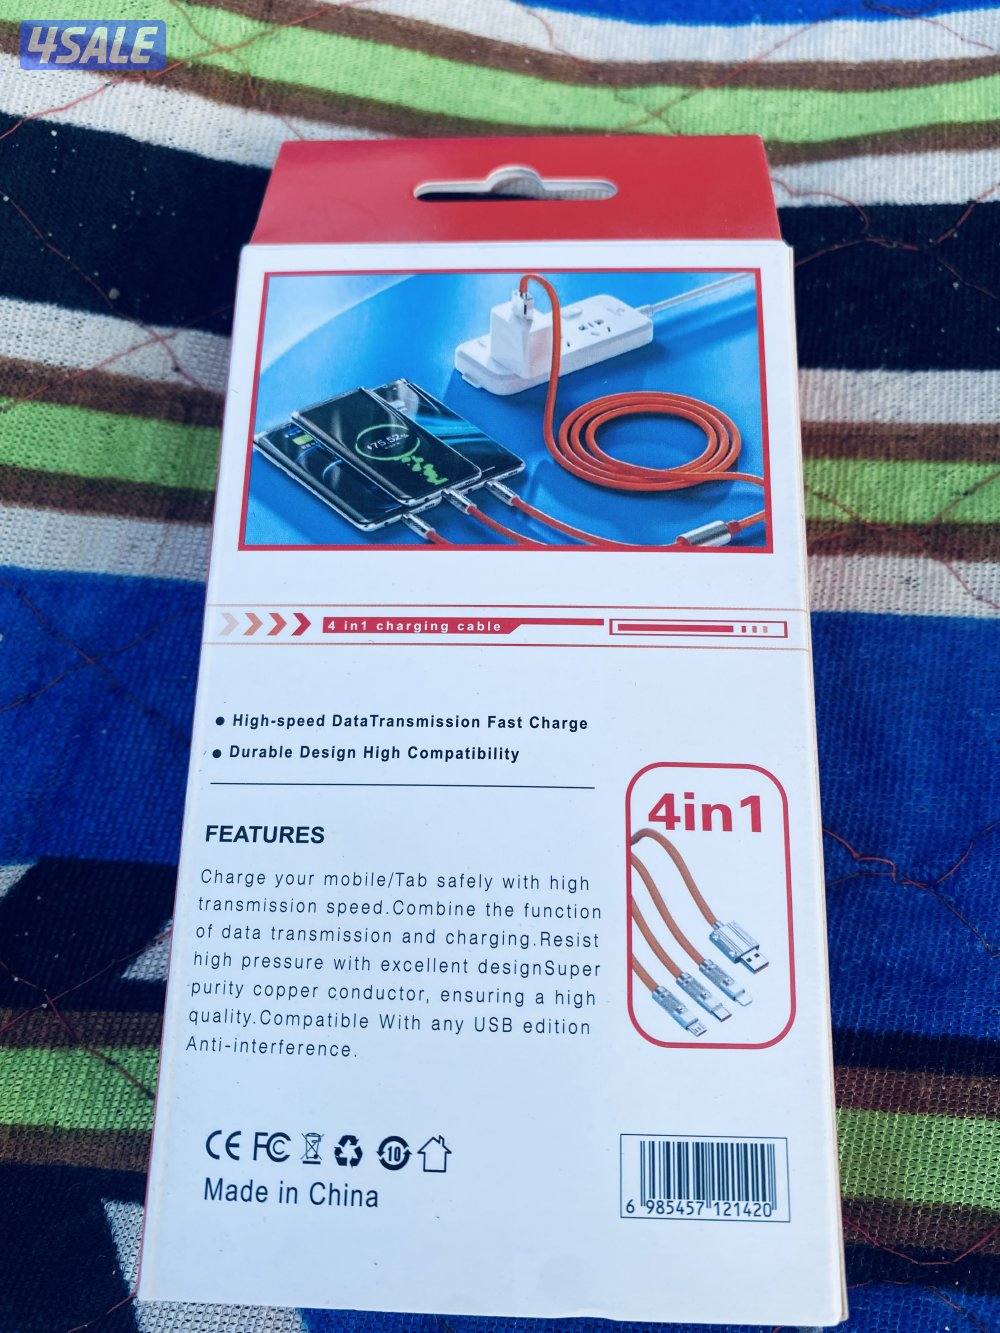 4SALE
+75.52%
4 in1 charging cable
● High-speed DataTransmission Fast Charge
● Durable Design High Compatibility
4in1
FEATURES
Charge your mobile/Tab safely with high
transmission speed.Combine the function
of data transmission and charging.Resist
high pressure with excellent designSuper
purity copper conductor, ensuring a high
quality.Compatible With any USB edition
Anti-interference.
CE FC 10
Made in China
6 985457 121420